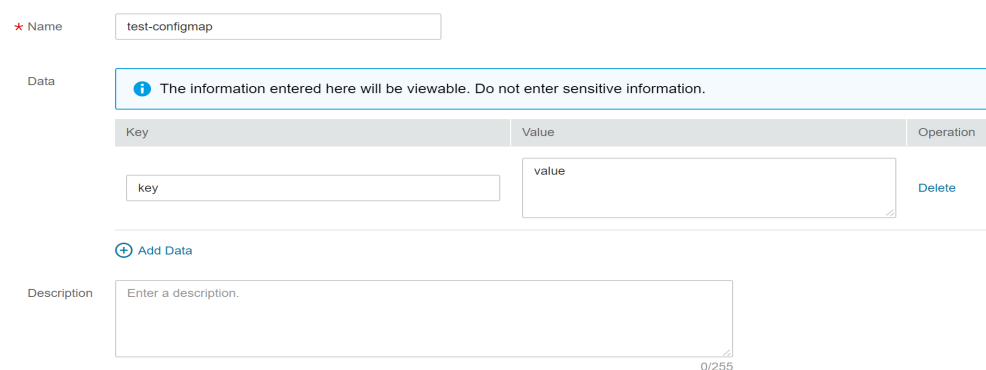 * Name test-configmap
Data
The information entered here will be viewable. Do not enter sensitive information.
Key Value Operation
key value Delete
Add Data
Description Enter a description.
0/255